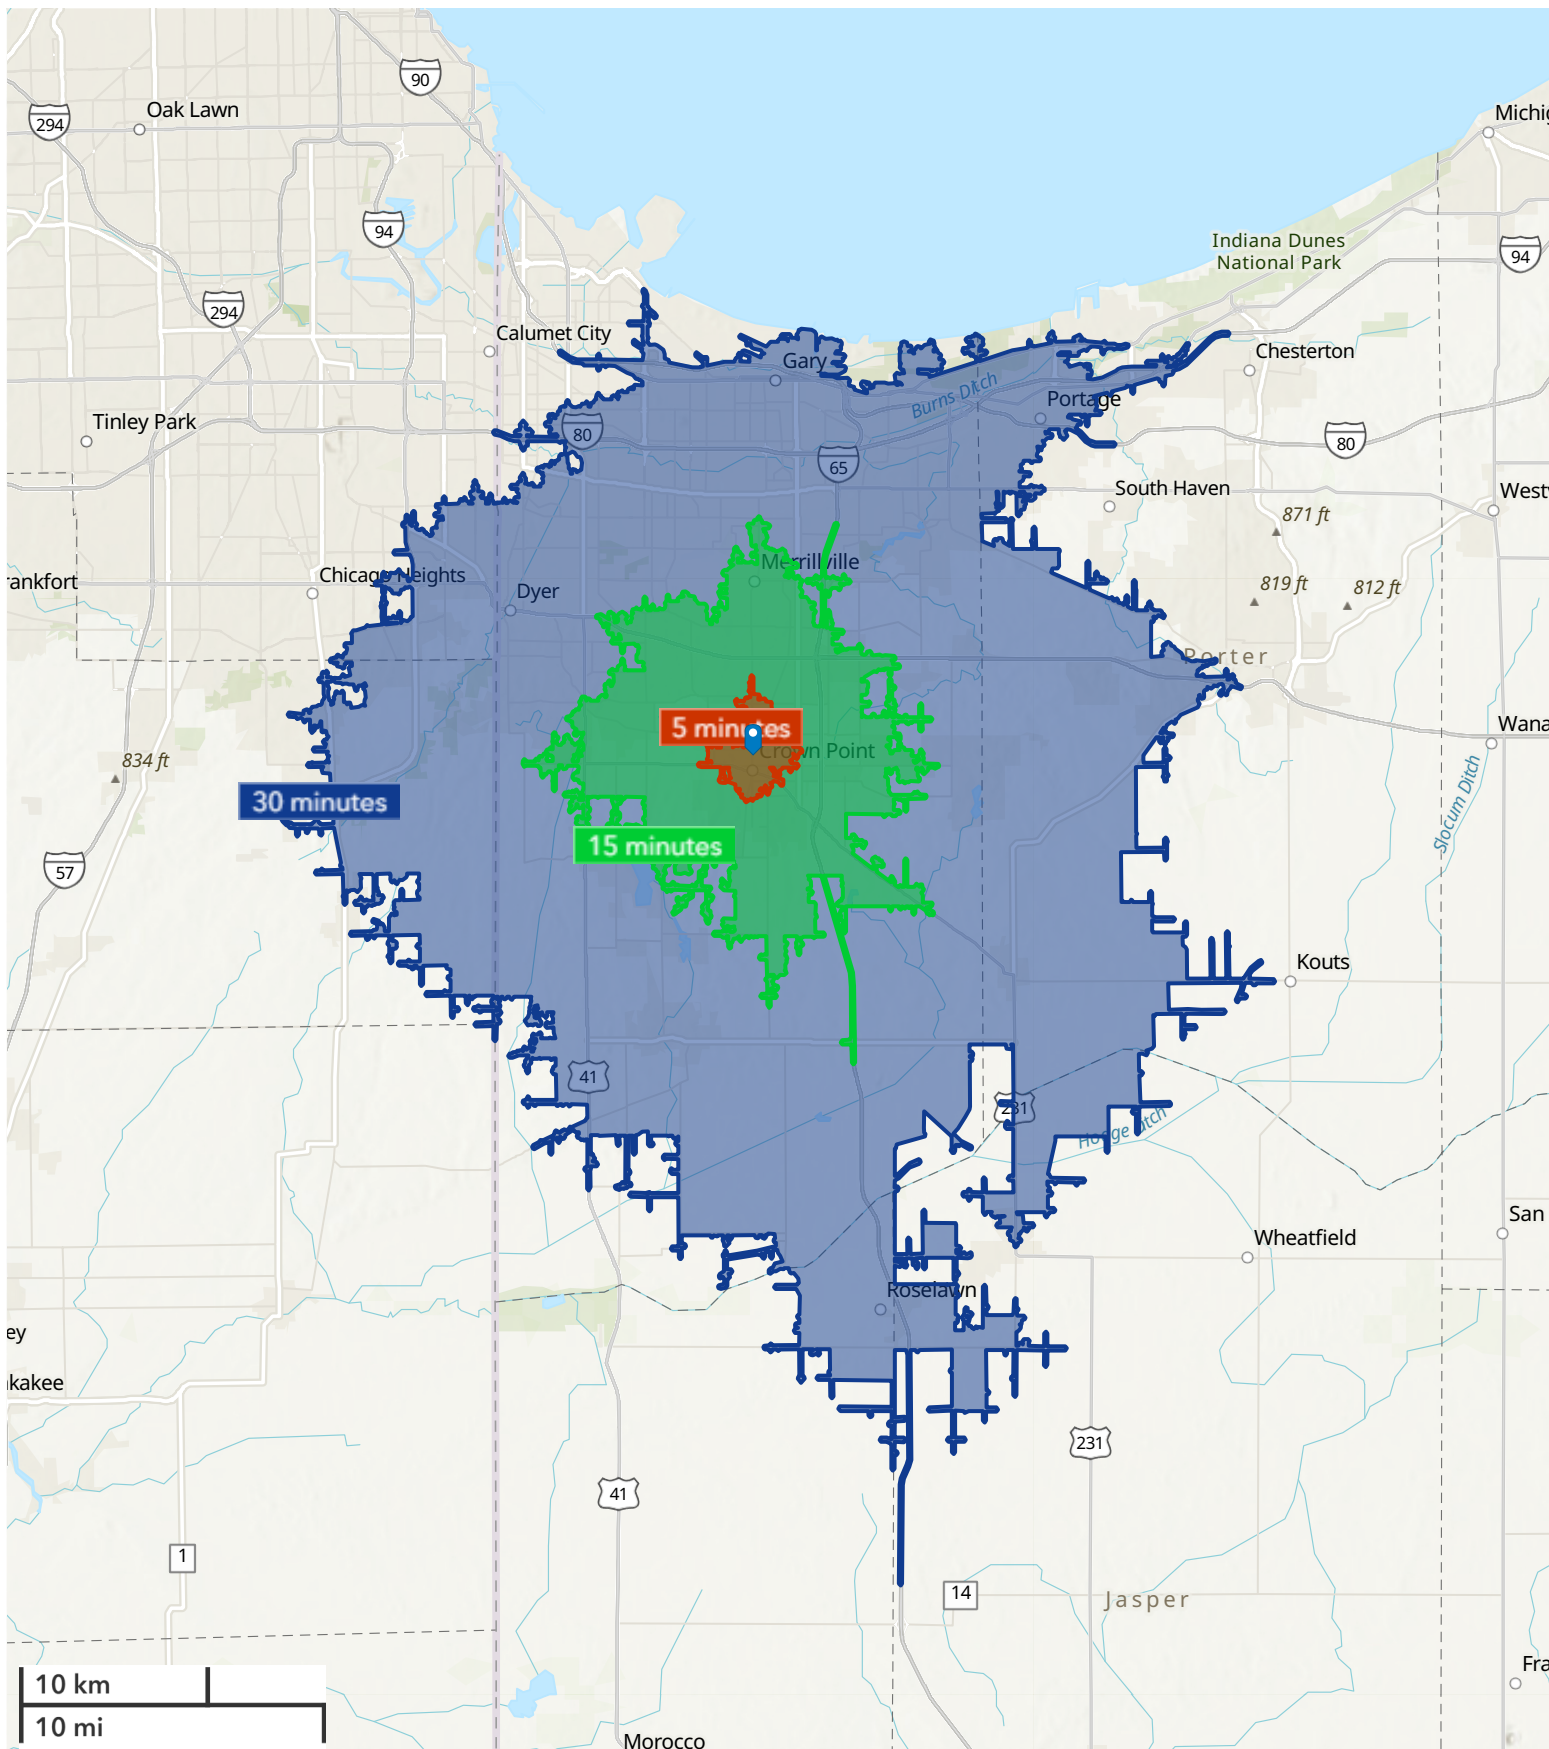 90
Oak Lawn
Michig
294
94
Indiana Dunes
National Park
94
294
Calumet City
Gary
Chesterton
Burns Ditch
Portage
Tinley Park
80
80
65
South Haven
West
871 ft
Merrillville
rankfort
Chicago Heights
Dyer
819 ft
812 ft
Porter
5 minutes
Crown Point
Wana
834 ft
30 minutes
Slocum Ditch
15 minutes
57
Kouts
41
231
Hodge Ditch
San
Wheatfield
Roselawn
ey
kakee
231
41
1
14
Jasper
Fra
10 km
10 mi
Morocco